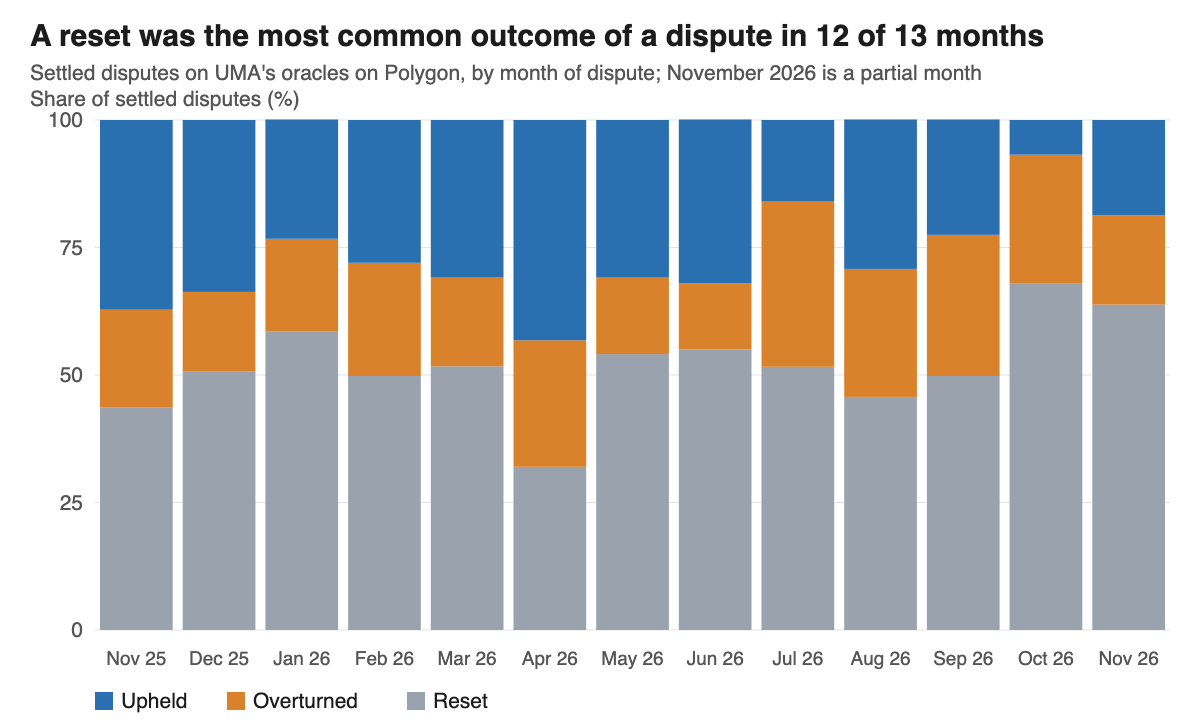 A reset was the most common outcome of a dispute in 12 of 13 months
Settled disputes on UMA's oracles on Polygon, by month of dispute; November 2026 is a partial month
Share of settled disputes (%)
100
75
50
25
0
Nov 25 Dec 25 Jan 26 Feb 26 Mar 26 Apr 26 May 26 Jun 26 Jul 26 Aug 26 Sep 26 Oct 26 Nov 26
Upheld Overturned Reset